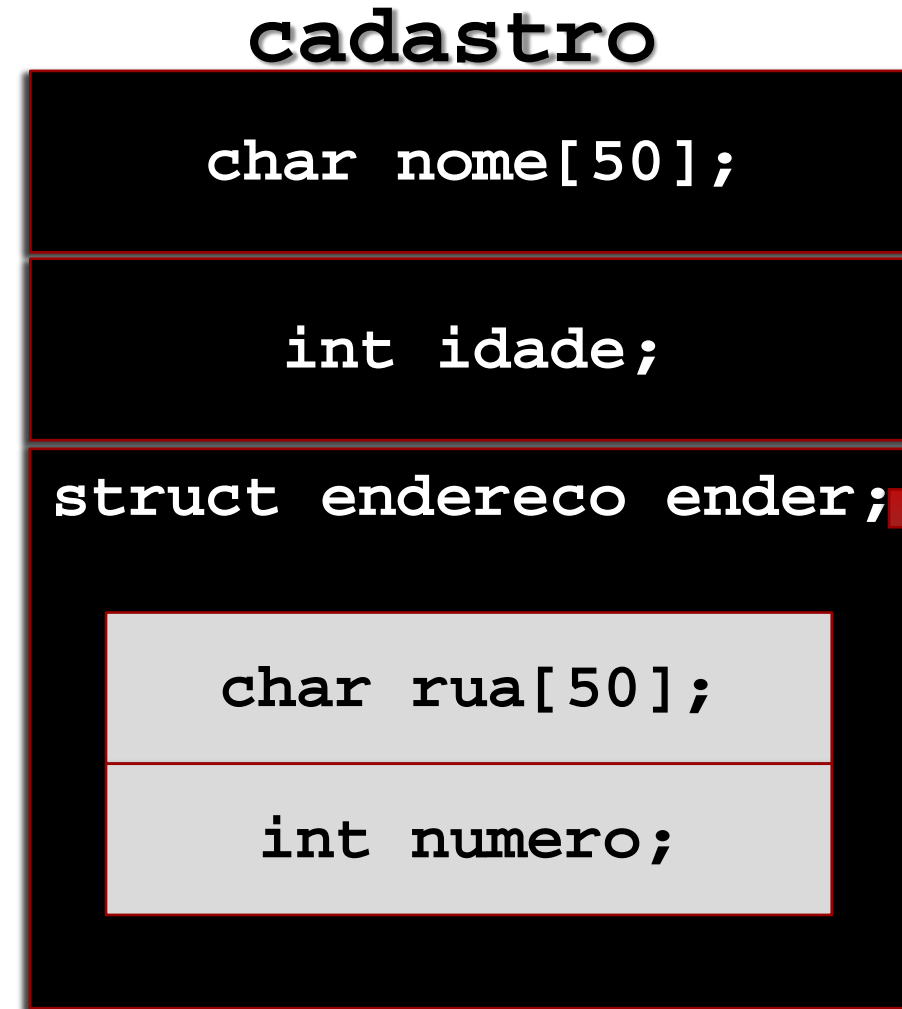 cadastro
char nome[50];
int idade;
struct endereco ender;
char rua[50];
int numero;